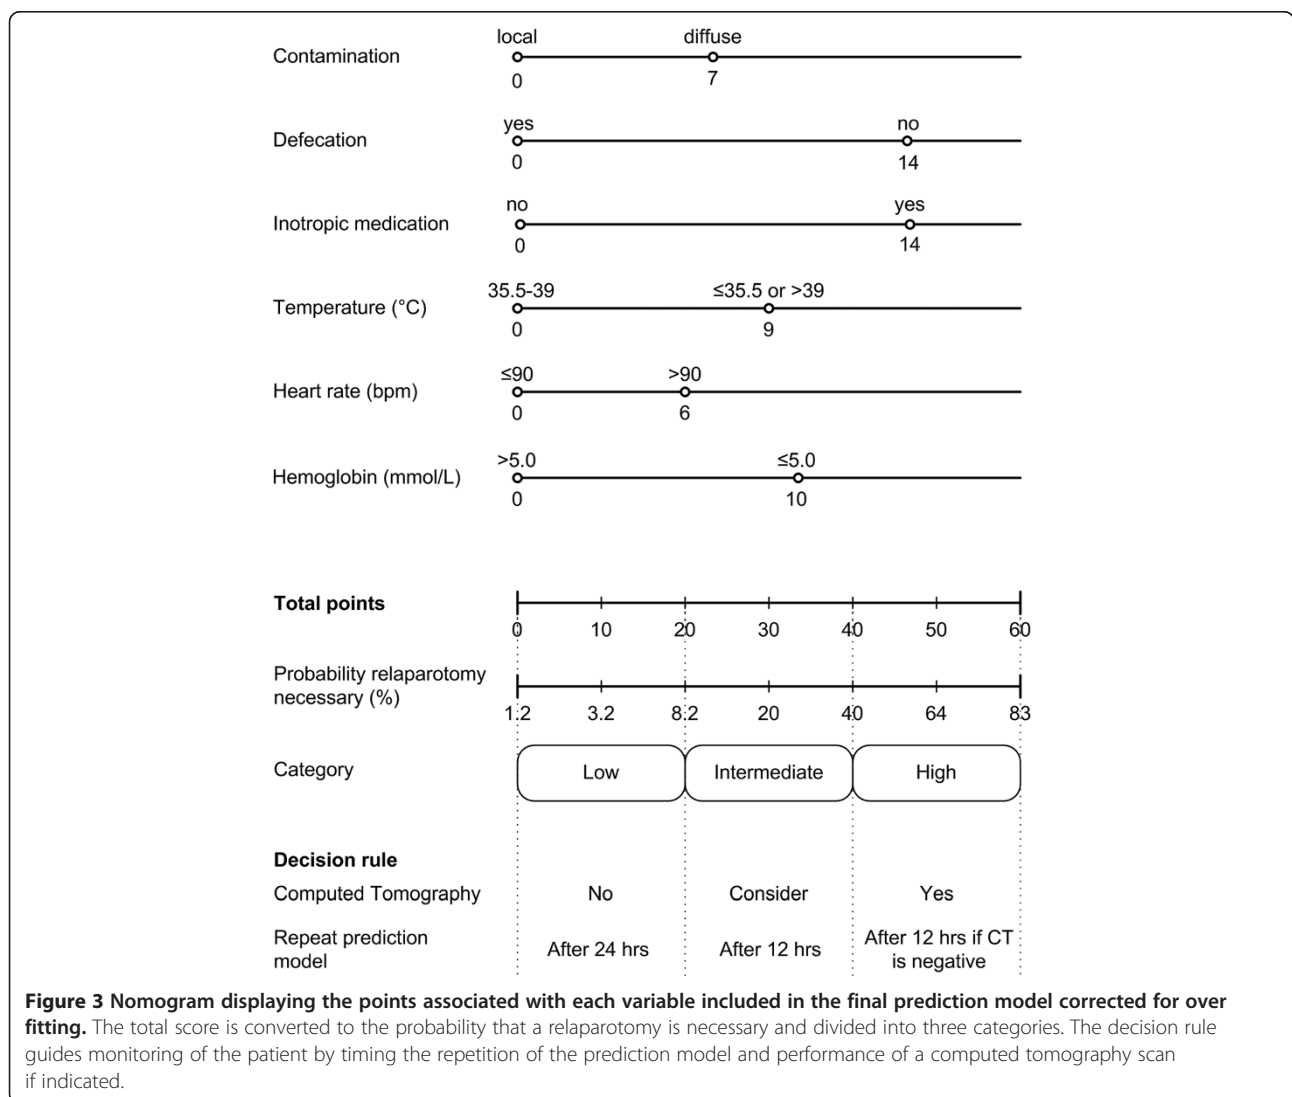 local diffuse
Contamination
0 7
yes no
Defecation
0 14
no yes
Inotropic medication
0 14
35.5-39 ≤35.5 or >39
Temperature (°C)
0 9
≤90 >90
Heart rate (bpm)
0 6
>5.0 ≤5.0
Hemoglobin (mmol/L)
0 10
Total points
0 10 20 30 40 50 60
Probability relaparotomy
necessary (%)
1.2 3.2 8.2 20 40 64 83
Category Low Intermediate High
Decision rule
Computed Tomography No Consider Yes
Repeat prediction
model
After 24 hrs After 12 hrs
After 12 hrs if CT
is negative
Figure 3 Nomogram displaying the points associated with each variable included in the final prediction model corrected for over
fitting. The total score is converted to the probability that a relaparotomy is necessary and divided into three categories. The decision rule
guides monitoring of the patient by timing the repetition of the prediction model and performance of a computed tomography scan
if indicated.